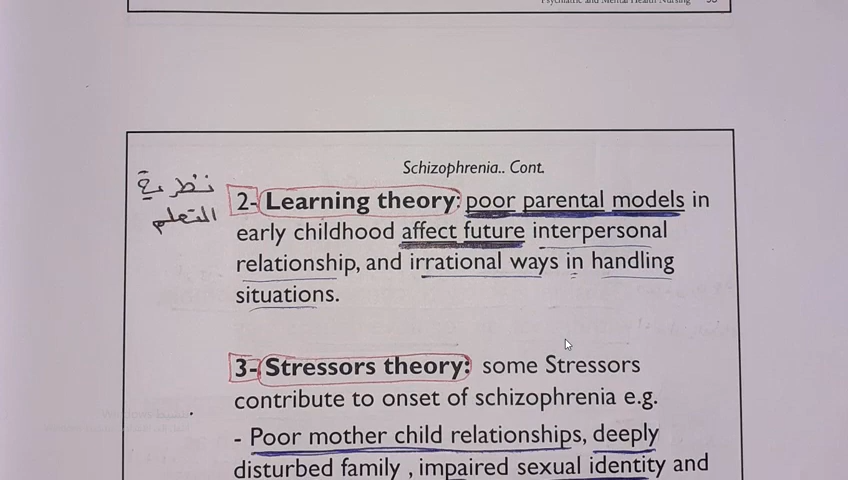 Psychiatric and Mental Health Nursing
Schizophrenia.. Cont.
نظرية
التعلم
2- Learning theory: poor parental models in
early childhood affect future interpersonal
relationship, and irrational ways in handling
situations.
3- Stressors theory: some Stressors
contribute to onset of schizophrenia e.g.
- Poor mother child relationships, deeply
disturbed family , impaired sexual identity and